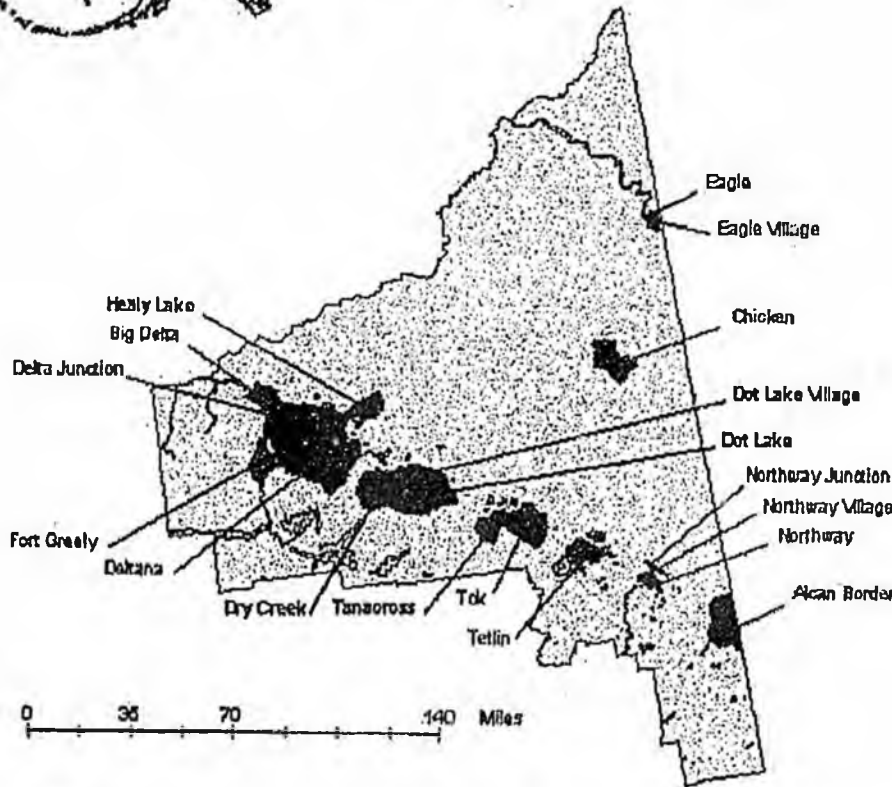 Eagle
Eagle Village
Healy Lake
Big Delta
Chicken
Delta Junction
Dot Lake Village
Dot Lake
Northway Junction
Northway Village
Northway
Fort Greely
Deltana
Alcan Border
Dry Creek
Tanacross
Tok
Tetlin
0 35 70 140 Miles